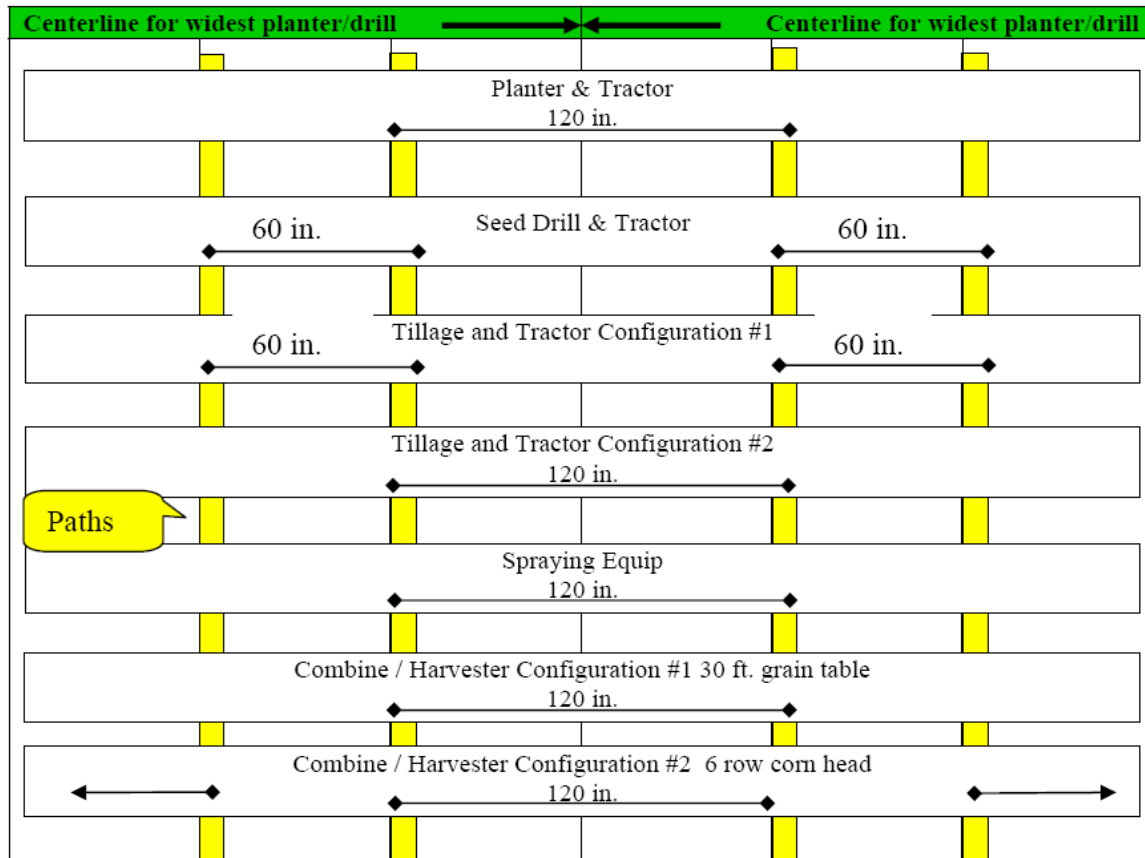 Centerline for widest planter/drill
Centerline for widest planter/drill
Planter & Tractor
120 in.
Seed Drill & Tractor
60 in.
60 in.
Tillage and Tractor Configuration #1
60 in.
60 in.
Tillage and Tractor Configuration #2
120 in.
Paths
Spraying Equip
120 in.
Combine / Harvester Configuration #1 30 ft. grain table
120 in.
Combine / Harvester Configuration #2  6 row corn head
120 in.